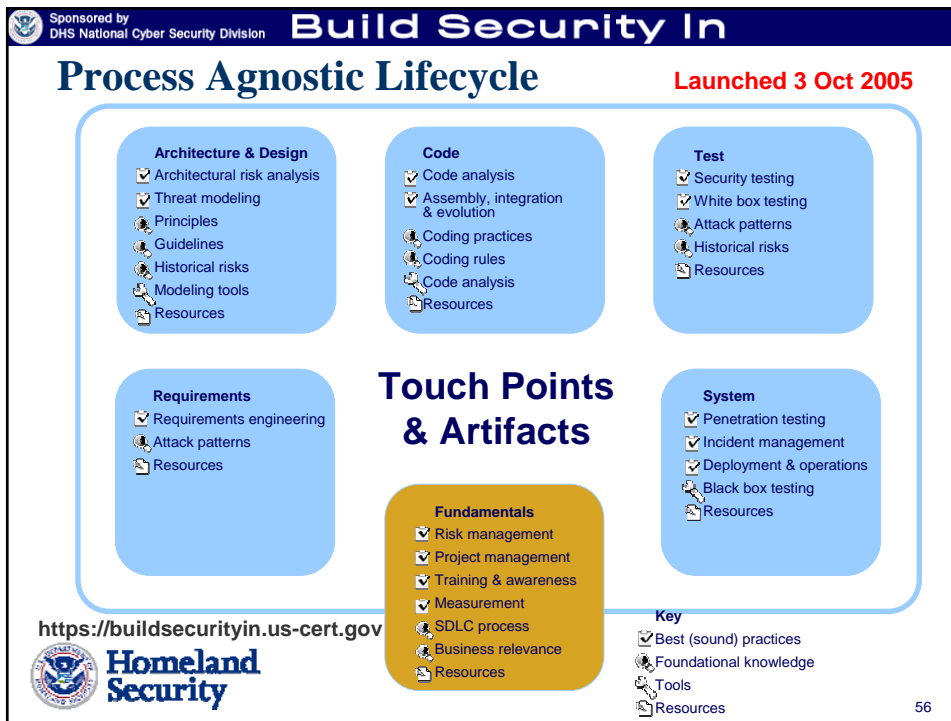 Sponsored by
DHS National Cyber Security Division
Build Security In
Process Agnostic Lifecycle
Launched 3 Oct 2005
Architecture & Design
Architectural risk analysis
Threat modeling
Principles
Guidelines
Historical risks
Modeling tools
Resources
Code
Code analysis
Assembly, integration
& evolution
Coding practices
Coding rules
Code analysis
Resources
Test
Security testing
White box testing
Attack patterns
Historical risks
Resources
Requirements
Requirements engineering
Attack patterns
Resources
Touch Points
& Artifacts
System
Penetration testing
Incident management
Deployment & operations
Black box testing
Resources
Fundamentals
Risk management
Project management
Training & awareness
Measurement
SDLC process
Business relevance
Resources
https://buildsecurityin.us-cert.gov
Homeland
Security
Key
Best (sound) practices
Foundational knowledge
Tools
Resources
56